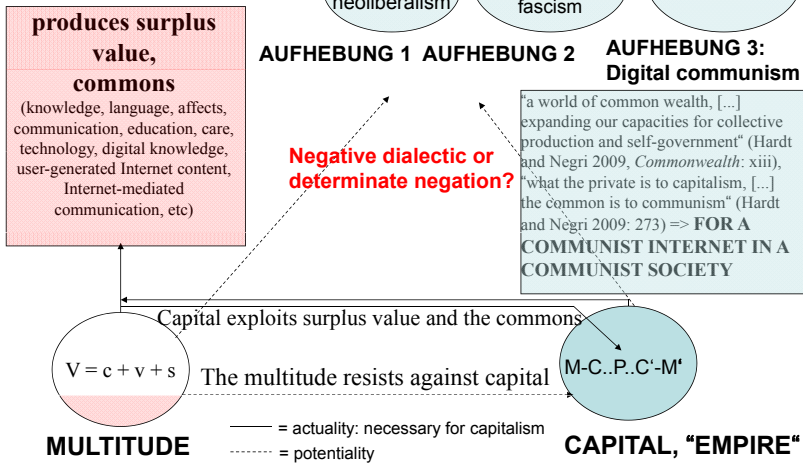 neoliberalism
fascism
produces surplus
value,
commons
(knowledge, language, affects,
communication, education, care,
technology, digital knowledge,
user-generated Internet content,
Internet-mediated
communication, etc)
AUFHEBUNG 1
AUFHEBUNG 2
AUFHEBUNG 3:
Digital communism
"a world of common wealth, [...]
expanding our capacities for collective
production and self-government“ (Hardt
and Negri 2009, Commonwealth: xiii),
"what the private is to capitalism, [...]
the common is to communism“ (Hardt
and Negri 2009: 273) => FOR A
COMMUNIST INTERNET IN A
COMMUNIST SOCIETY
Negative dialectic or
determinate negation?
Capital exploits surplus value and the commons
V = c + v + s
The multitude resists against capital
M-C..P..C‘-M‘
MULTITUDE
= actuality: necessary for capitalism
= potentiality
CAPITAL, "EMPIRE“